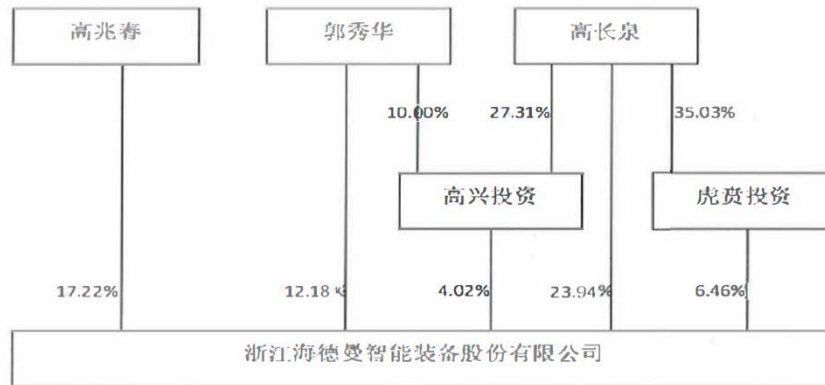 高兆春
郭秀华
高长泉
10.00%
27.31%
35.03%
高兴投资
虎贲投资
17.22%
12.18%
4.02%
23.94%
6.46%
浙江海德曼智能装备股份有限公司